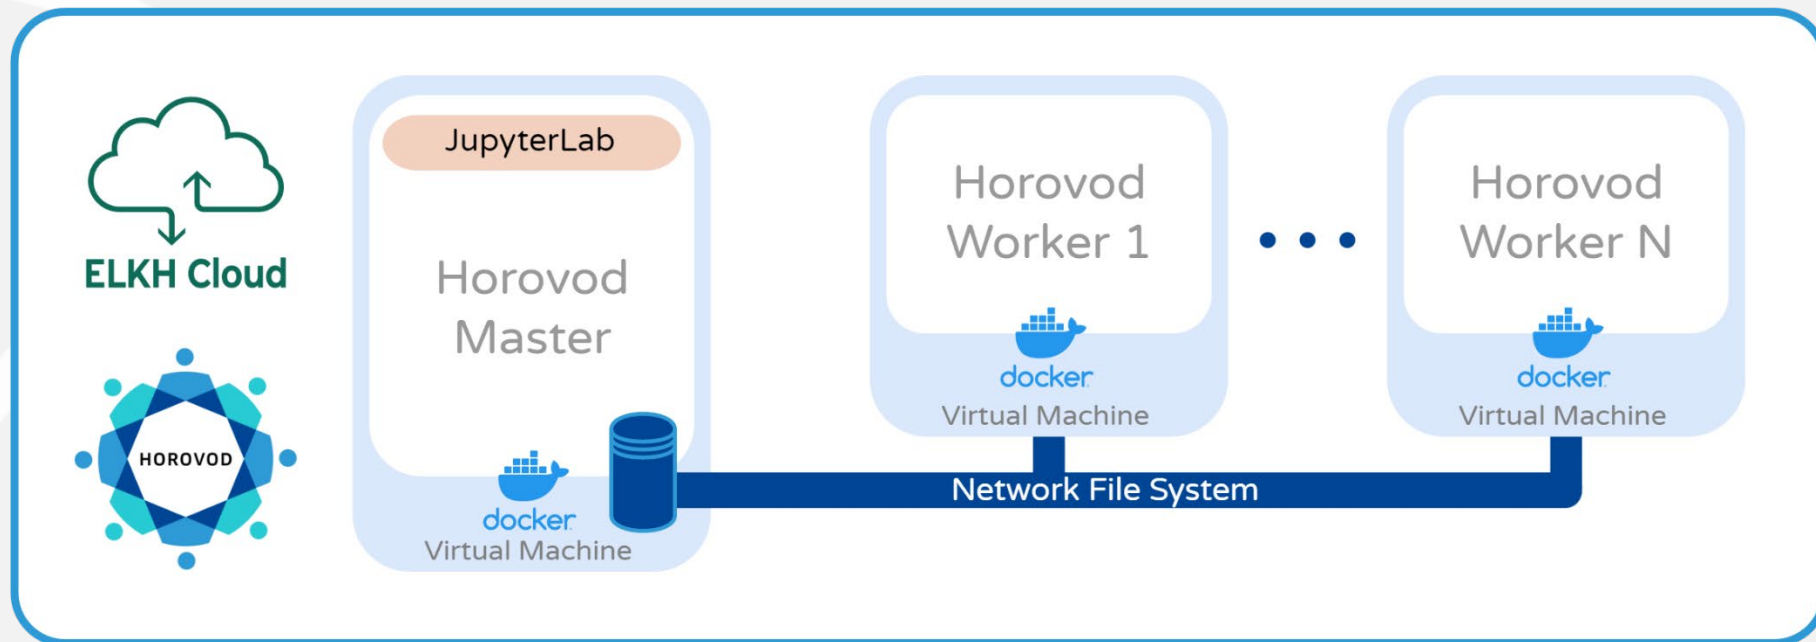 ELKH Cloud
HOROVOD
JupyterLab
Horovod
Master
docker
Virtual Machine
Horovod
Worker 1
docker
Virtual Machine
Horovod
Worker N
docker
Virtual Machine
Network File System